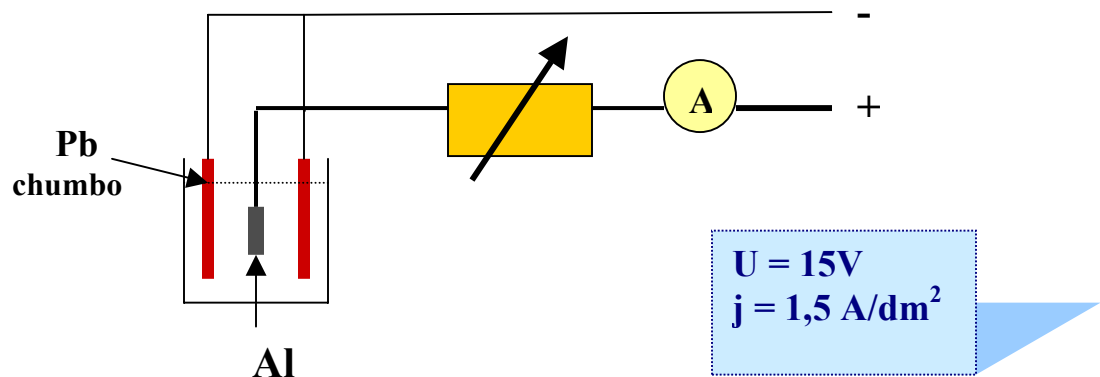 -
A
+
Pb
chumbo
U = 15V
j = 1,5 A/dm²
Al